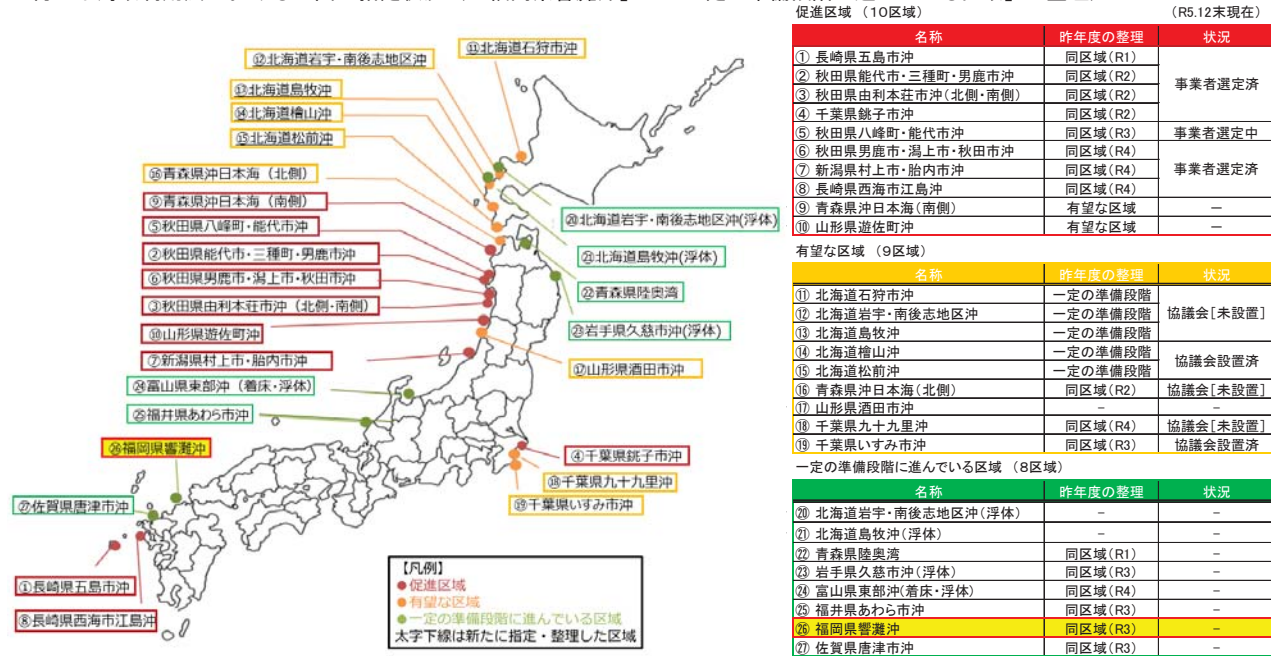 ⑪北海道石狩市沖
⑫北海道岩宇・南後志地区沖
⑬北海道島牧沖
⑭北海道檜山沖
⑮北海道松前沖
⑯青森県沖日本海（北側）
⑨青森県沖日本海（南側）
⑤秋田県八峰町・能代市沖
②秋田県能代市・三種町・男鹿市沖
⑥秋田県男鹿市・潟上市・秋田市沖
③秋田県由利本荘市沖（北側・南側）
⑩山形県遊佐町沖
⑦新潟県村上市・胎内市沖
㉔富山県東部沖（着床・浮体）
㉕福井県あわら市沖
㉖福岡県響灘沖
㉗佐賀県唐津市沖
①長崎県五島市沖
⑧長崎県西海市江島沖
⑳北海道岩宇・南後志地区沖(浮体)
㉑北海道島牧沖(浮体)
㉒青森県陸奥湾
㉓岩手県久慈市沖(浮体)
⑰山形県酒田市沖
④千葉県銚子市沖
⑱千葉県九十九里沖
⑲千葉県いすみ市沖
【凡例】
●促進区域
●有望な区域
●一定の準備段階に進んでいる区域
太字下線は新たに指定・整理した区域
促進区域 （10区域） (R5.12末現在)
名称 昨年度の整理 状況
① 長崎県五島市沖 同区域(R1)
② 秋田県能代市・三種町・男鹿市沖 同区域(R2)
事業者選定済
③ 秋田県由利本荘市沖(北側・南側) 同区域(R2)
④ 千葉県銚子市沖 同区域(R2)
⑤ 秋田県八峰町・能代市沖 同区域(R3) 事業者選定中
⑥ 秋田県男鹿市・潟上市・秋田市沖 同区域(R4)
⑦ 新潟県村上市・胎内市沖 同区域(R4) 事業者選定済
⑧ 長崎県西海市江島沖 同区域(R4)
⑨ 青森県沖日本海(南側) 有望な区域 －
⑩ 山形県遊佐町沖 有望な区域 －
有望な区域 （9区域）
名称 昨年度の整理 状況
⑪ 北海道石狩市沖 一定の準備段階
⑫ 北海道岩宇・南後志地区沖 一定の準備段階 協議会[未設置]
⑬ 北海道島牧沖 一定の準備段階
⑭ 北海道檜山沖 一定の準備段階
協議会設置済
⑮ 北海道松前沖 一定の準備段階
⑯ 青森県沖日本海(北側) 同区域(R2) 協議会[未設置]
⑰ 山形県酒田市沖 － －
⑱ 千葉県九十九里沖 同区域(R4) 協議会[未設置]
⑲ 千葉県いすみ市沖 同区域(R3) 協議会設置済
一定の準備段階に進んでいる区域 （8区域）
名称 昨年度の整理 状況
⑳ 北海道岩宇・南後志地区沖(浮体) － －
㉑ 北海道島牧沖(浮体) － －
㉒ 青森県陸奥湾 同区域(R1) －
㉓ 岩手県久慈市沖(浮体) 同区域(R3) －
㉔ 富山県東部沖(着床・浮体) 同区域(R4) －
㉕ 福井県あわら市沖 同区域(R3) －
㉖ 福岡県響灘沖 同区域(R3) －
㉗ 佐賀県唐津市沖 同区域(R3) －